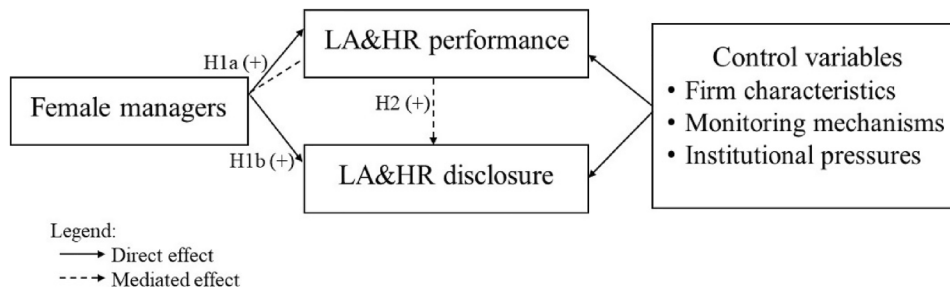 LA&HR performance
Control variables
• Firm characteristics
• Monitoring mechanisms
• Institutional pressures
H1a (+)
Female managers
H2 (+)
H1b (+)
LA&HR disclosure
Legend:
Direct effect
Mediated effect